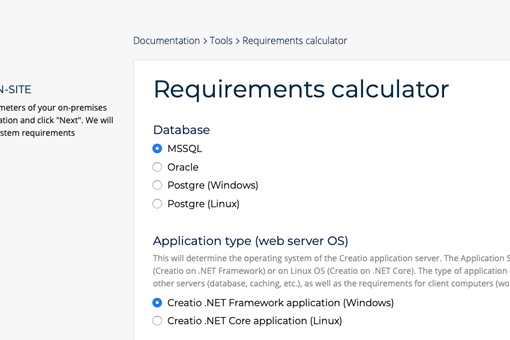 Documentation > Tools > Requirements calculator
N-SITE
meters of your on-premises
ation and click "Next". We will
stem requirements
Requirements calculator
Database
MSSQL
Oracle
Postgre (Windows)
Postgre (Linux)
Application type (web server OS)
This will determine the operating system of the Creatio application server. The Application S
(Creatio on .NET Framework) or on Linux OS (Creatio on .NET Core). The type of application
other servers (database, caching, etc.), as well as the requirements for client computers (wo
Creatio .NET Framework application (Windows)
Creatio .NET Core application (Linux)